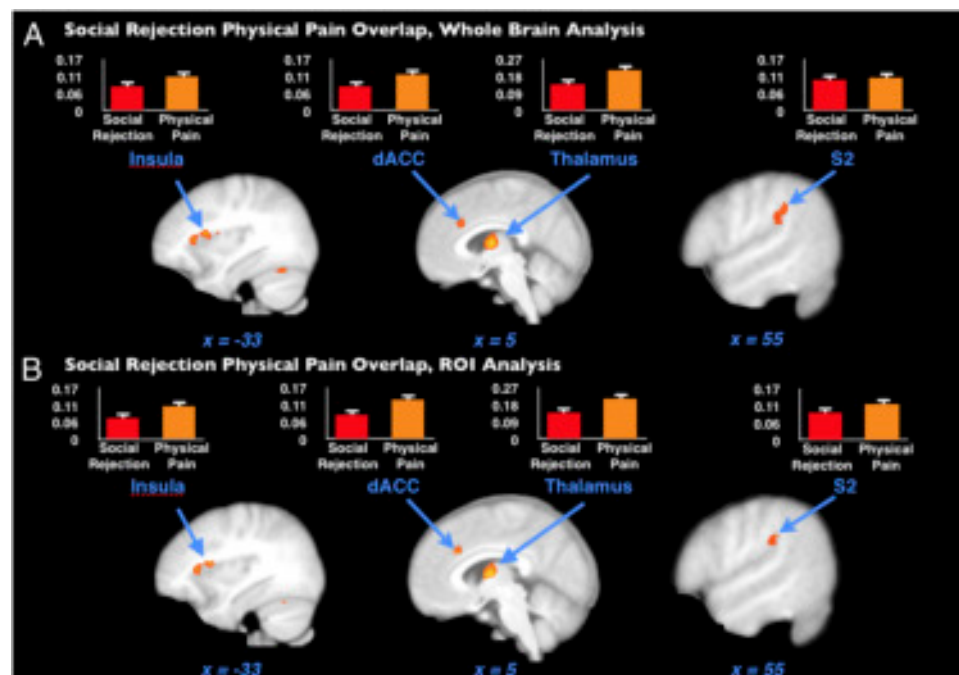 A Social Rejection Physical Pain Overlap, Whole Brain Analysis
0.17 0.17 0.27 0.17
0.11 0.11 0.18 0.11
0.06 0.06 0.09 0.06
0 0 0 0
Social Physical Social Physical Social Physical Social Physical
Rejection Pain Rejection Pain Rejection Pain Rejection Pain
Insula dACC Thalamus S2
x = -33 x = 5 x = 55
B Social Rejection Physical Pain Overlap, ROI Analysis
0.17 0.17 0.27 0.17
0.11 0.11 0.18 0.11
0.06 0.06 0.09 0.06
0 0 0 0
Social Physical Social Physical Social Physical Social Physical
Rejection Pain Rejection Pain Rejection Pain Rejection Pain
Insula dACC Thalamus S2
x = -33 x = 5 x = 55